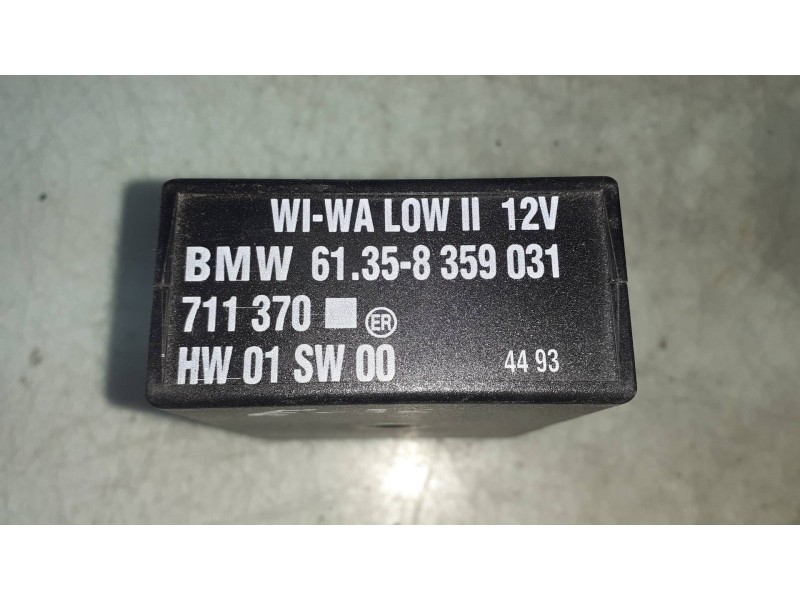 WI-WA LOW II 12V
BMW 61.35-8 359 031
711 370 ER
HW 01 SW 00 44 93